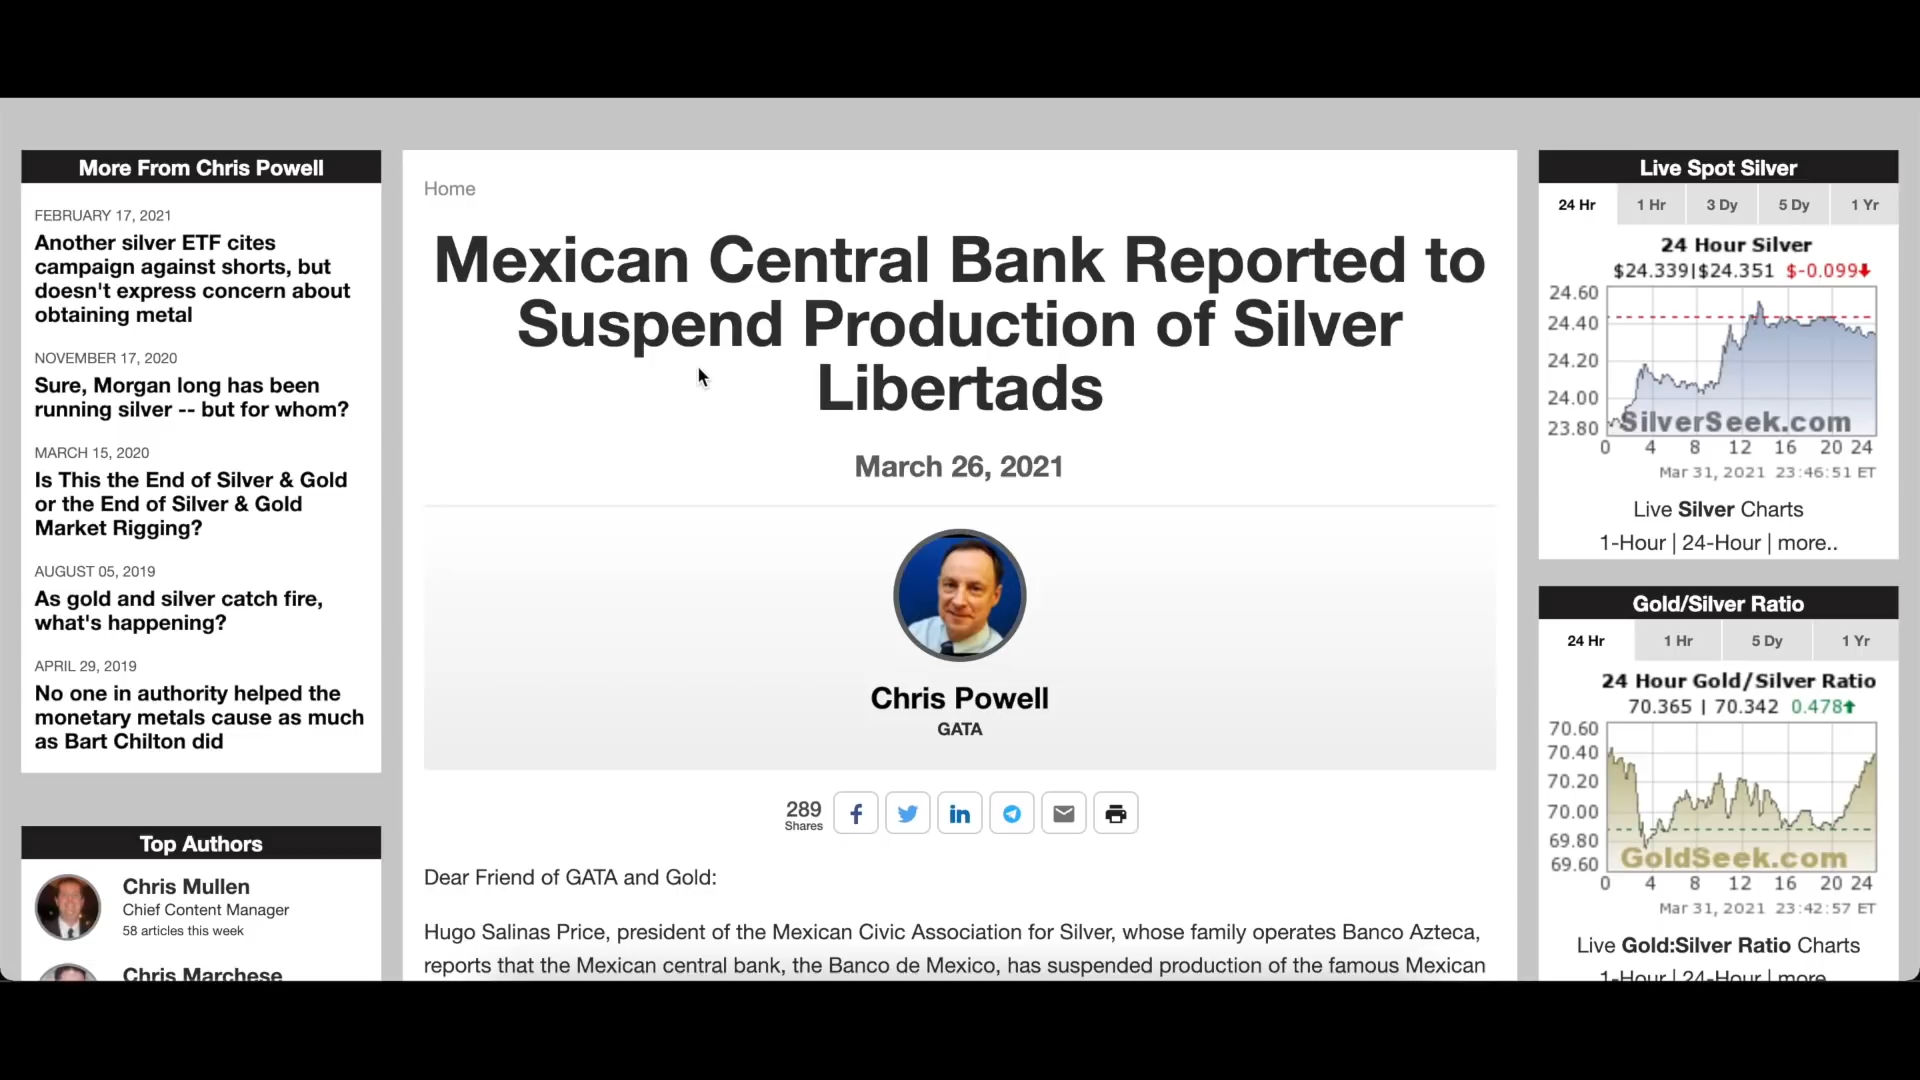 More From Chris Powell
FEBRUARY 17, 2021
Another silver ETF cites
campaign against shorts, but
doesn't express concern about
obtaining metal
NOVEMBER 17, 2020
Sure, Morgan long has been
running silver -- but for whom?
MARCH 15, 2020
Is This the End of Silver & Gold
or the End of Silver & Gold
Market Rigging?
AUGUST 05, 2019
As gold and silver catch fire,
what's happening?
APRIL 29, 2019
No one in authority helped the
monetary metals cause as much
as Bart Chilton did
Top Authors
Chris Mullen
Chief Content Manager
58 articles this week
Chris Marchese
Home
Mexican Central Bank Reported to
Suspend Production of Silver
Libertads
March 26, 2021
Chris Powell
GATA
289
Shares
Dear Friend of GATA and Gold:
Hugo Salinas Price, president of the Mexican Civic Association for Silver, whose family operates Banco Azteca,
reports that the Mexican central bank, the Banco de Mexico, has suspended production of the famous Mexican
Live Spot Silver
24 Hr 1 Hr 3 Dy 5 Dy 1 Yr
24 Hour Silver
$24.339|$24.351 $-0.099
24.60
24.40
24.20
24.00
23.80
SilverSeek.com
0 4 8 12 16 20 24
Mar 31, 2021 23:46:51 ET
Live Silver Charts
1-Hour | 24-Hour | more..
Gold/Silver Ratio
24 Hr 1 Hr 5 Dy 1 Yr
24 Hour Gold/Silver Ratio
70.365 | 70.342 0.478
70.60
70.40
70.20
70.00
69.80
69.60
GoldSeek.com
0 4 8 12 16 20 24
Mar 31, 2021 23:42:57 ET
Live Gold:Silver Ratio Charts
1-Hour | 24-Hour | more